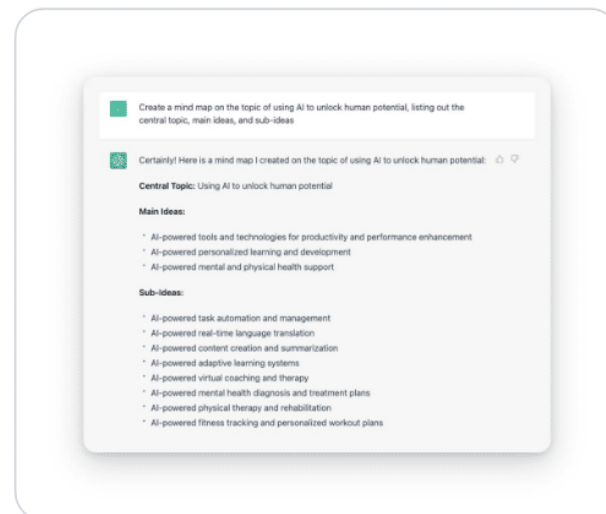 Create a mind map on the topic of using AI to unlock human potential, listing out the
central topic, main ideas, and sub-ideas
Certainly! Here is a mind map I created on the topic of using AI to unlock human potential:
Central Topic: Using AI to unlock human potential
Main Ideas:
• AI-powered tools and technologies for productivity and performance enhancement
• AI-powered personalized learning and development
• AI-powered mental and physical health support
Sub-Ideas:
• AI-powered task automation and management
• AI-powered real-time language translation
• AI-powered content creation and summarization
• AI-powered adaptive learning systems
• AI-powered virtual coaching and therapy
• AI-powered mental health diagnosis and treatment plans
• AI-powered physical therapy and rehabilitation
• AI-powered fitness tracking and personalized workout plans